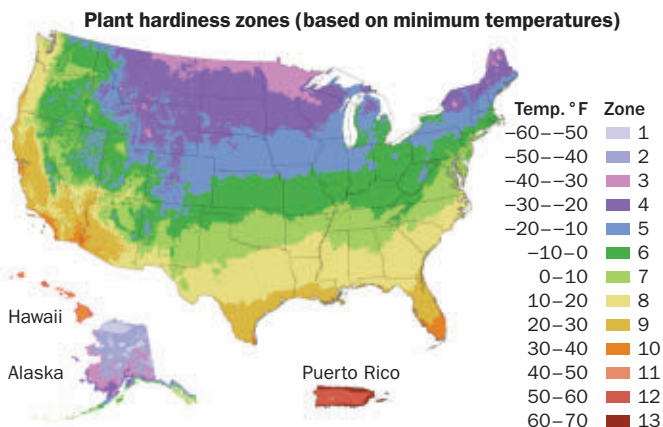 Plant hardiness zones (based on minimum temperatures)
Temp. °F Zone
−60–−50 1
−50–−40 2
−40–−30 3
−30–−20 4
−20–−10 5
−10–0 6
0–10 7
10–20 8
20–30 9
30–40 10
40–50 11
50–60 12
60–70 13
Hawaii
Alaska
Puerto Rico